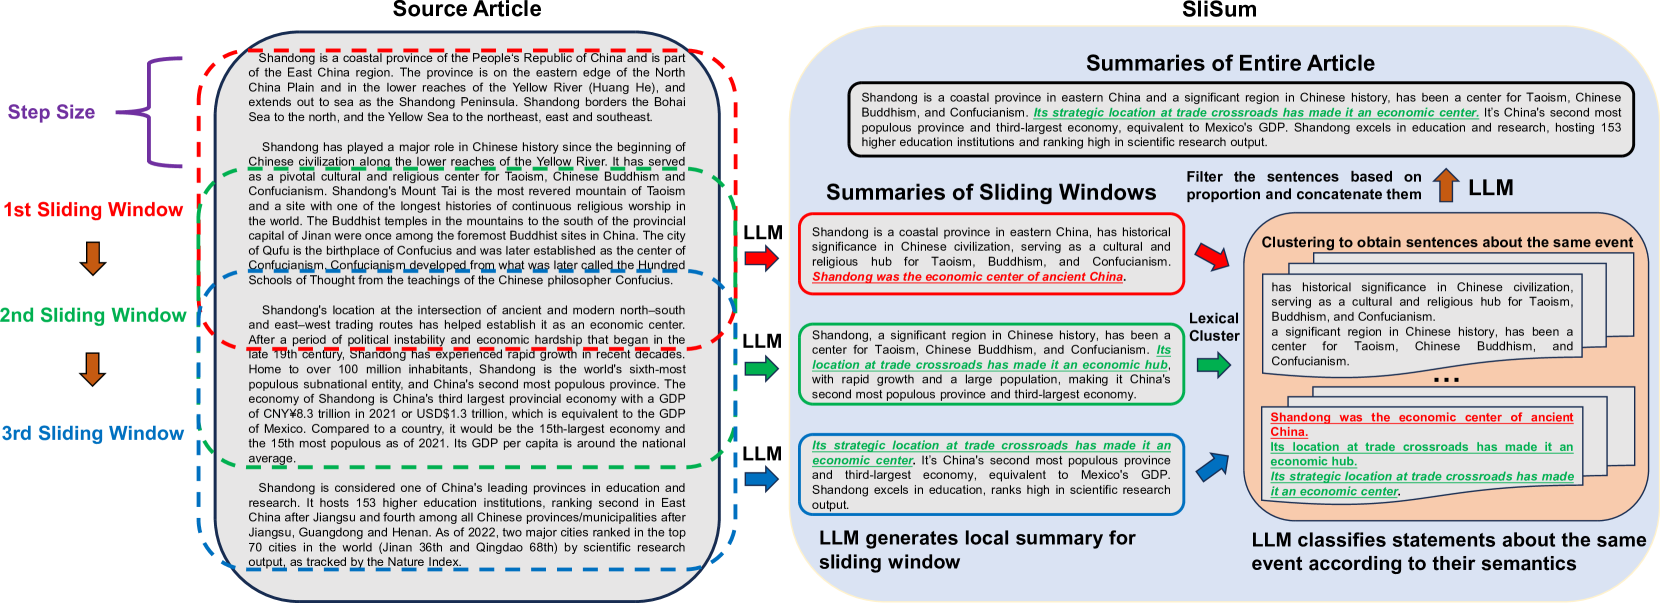 Source Article
SliSum
Step Size
1st Sliding Window
2nd Sliding Window
3rd Sliding Window
Shandong is a coastal province of the People's Republic of China and is part
of the East China region. The province is on the eastern edge of the North
China Plain and in the lower reaches of the Yellow River (Huang He), and
extends out to sea as the Shandong Peninsula. Shandong borders the Bohai
Sea to the north, and the Yellow Sea to the northeast, east and southeast.
Shandong has played a major role in Chinese history since the beginning of
Chinese civilization along the lower reaches of the Yellow River. It has served
as a pivotal cultural and religious center for Taoism, Chinese Buddhism and
Confucianism. Shandong's Mount Tai is the most revered mountain of Taoism
and a site with one of the longest histories of continuous religious worship in
the world. The Buddhist temples in the mountains to the south of the provincial
capital of Jinan were once among the foremost Buddhist sites in China. The city
of Qufu is the birthplace of Confucius and was later established as the center of
Confucianism. Confucianism developed from what was later called the Hundred
Schools of Thought from the teachings of the Chinese philosopher Confucius.
Shandong's location at the intersection of ancient and modern north–south
and east–west trading routes has helped establish it as an economic center.
After a period of political instability and economic hardship that began in the
late 19th century, Shandong has experienced rapid growth in recent decades.
Home to over 100 million inhabitants, Shandong is the world's sixth-most
populous subnational entity, and China's second most populous province. The
economy of Shandong is China's third largest provincial economy with a GDP
of CNY¥8.3 trillion in 2021 or USD$1.3 trillion, which is equivalent to the GDP
of Mexico. Compared to a country, it would be the 15th-largest economy and
the 15th most populous as of 2021. Its GDP per capita is around the national
average.
Shandong is considered one of China's leading provinces in education and
research. It hosts 153 higher education institutions, ranking second in East
China after Jiangsu and fourth among all Chinese provinces/municipalities after
Jiangsu, Guangdong and Henan. As of 2022, two major cities ranked in the top
70 cities in the world (Jinan 36th and Qingdao 68th) by scientific research
output, as tracked by the Nature Index.
LLM
LLM
LLM
Summaries of Entire Article
Shandong is a coastal province in eastern China and a significant region in Chinese history, has been a center for Taoism, Chinese
Buddhism, and Confucianism. Its strategic location at trade crossroads has made it an economic center. It's China's second most
populous province and third-largest economy, equivalent to Mexico's GDP. Shandong excels in education and research, hosting 153
higher education institutions and ranking high in scientific research output.
Filter the sentences based on
proportion and concatenate them
LLM
Summaries of Sliding Windows
Shandong is a coastal province in eastern China, has historical
significance in Chinese civilization, serving as a cultural and
religious hub for Taoism, Buddhism, and Confucianism.
Shandong was the economic center of ancient China.
Shandong, a significant region in Chinese history, has been a
center for Taoism, Chinese Buddhism, and Confucianism. Its
location at trade crossroads has made it an economic hub,
with rapid growth and a large population, making it China's
second most populous province and third-largest economy.
Its strategic location at trade crossroads has made it an
economic center. It's China's second most populous province
and third-largest economy, equivalent to Mexico's GDP.
Shandong excels in education, ranks high in scientific research
output.
LLM generates local summary for
sliding window
Lexical
Cluster
Clustering to obtain sentences about the same event
has historical significance in Chinese civilization,
serving as a cultural and religious hub for Taoism,
Buddhism, and Confucianism.
a significant region in Chinese history, has been a
center for Taoism, Chinese Buddhism, and
Confucianism.
...
Shandong was the economic center of ancient
China.
Its location at trade crossroads has made it an
economic hub.
Its strategic location at trade crossroads has made
it an economic center.
LLM classifies statements about the same
event according to their semantics